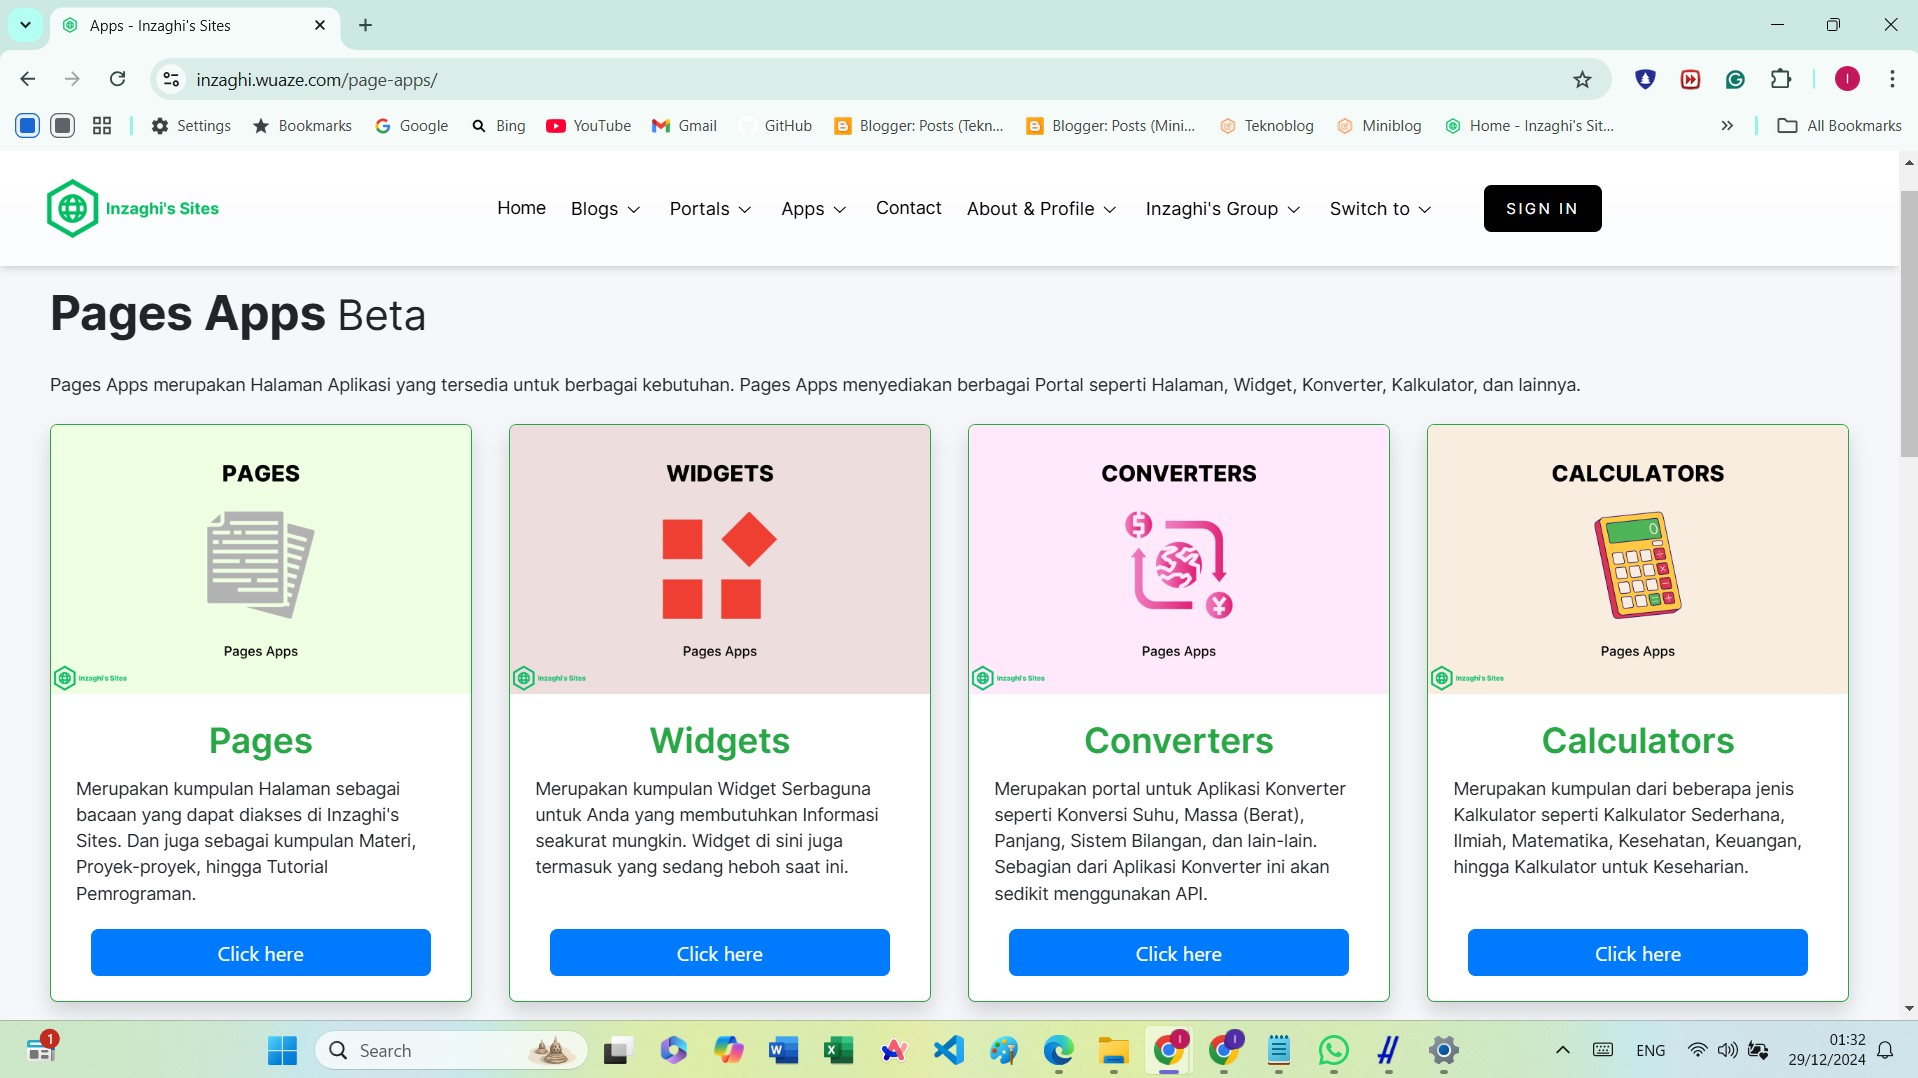 Apps - Inzaghi's Sites
inzaghi.wuaze.com/page-apps/
I
Settings
Bookmarks
Google
Bing
YouTube
Gmail
GitHub
Blogger: Posts (Tekn...
Blogger: Posts (Mini...
Teknoblog
Miniblog
Home - Inzaghi's Sit...
All Bookmarks
Inzaghi's Sites
Home
Blogs
Portals
Apps
Contact
About & Profile
Inzaghi's Group
Switch to
SIGN IN
Pages Apps Beta
Pages Apps merupakan Halaman Aplikasi yang tersedia untuk berbagai kebutuhan. Pages Apps menyediakan berbagai Portal seperti Halaman, Widget, Konverter, Kalkulator, dan lainnya.
PAGES
Pages Apps
Inzaghi's Sites
Pages
Merupakan kumpulan Halaman sebagai
bacaan yang dapat diakses di Inzaghi's
Sites. Dan juga sebagai kumpulan Materi,
Proyek-proyek, hingga Tutorial
Pemrograman.
Click here
WIDGETS
Pages Apps
Inzaghi's Sites
Widgets
Merupakan kumpulan Widget Serbaguna
untuk Anda yang membutuhkan Informasi
seakurat mungkin. Widget di sini juga
termasuk yang sedang heboh saat ini.
Click here
CONVERTERS
$
¥
Pages Apps
Inzaghi's Sites
Converters
Merupakan portal untuk Aplikasi Konverter
seperti Konversi Suhu, Massa (Berat),
Panjang, Sistem Bilangan, dan lain-lain.
Sebagian dari Aplikasi Konverter ini akan
sedikit menggunakan API.
Click here
CALCULATORS
0
Pages Apps
Inzaghi's Sites
Calculators
Merupakan kumpulan dari beberapa jenis
Kalkulator seperti Kalkulator Sederhana,
Ilmiah, Matematika, Kesehatan, Keuangan,
hingga Kalkulator untuk Keseharian.
Click here
1
Search
I
I
ENG
01:32
29/12/2024